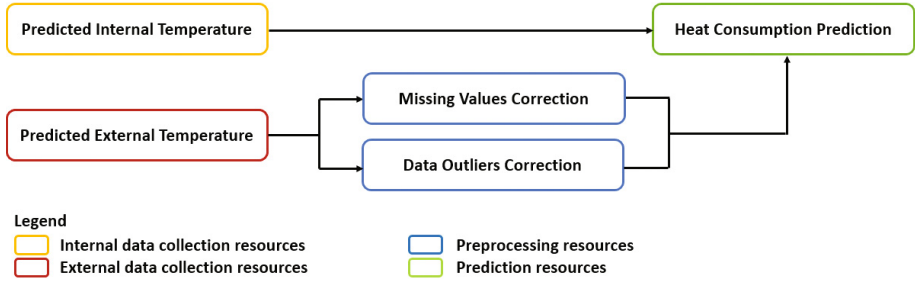 Predicted Internal Temperature
Heat Consumption Prediction
Missing Values Correction
Predicted External Temperature
Data Outliers Correction
Legend
Internal data collection resources
Preprocessing resources
External data collection resources
Prediction resources